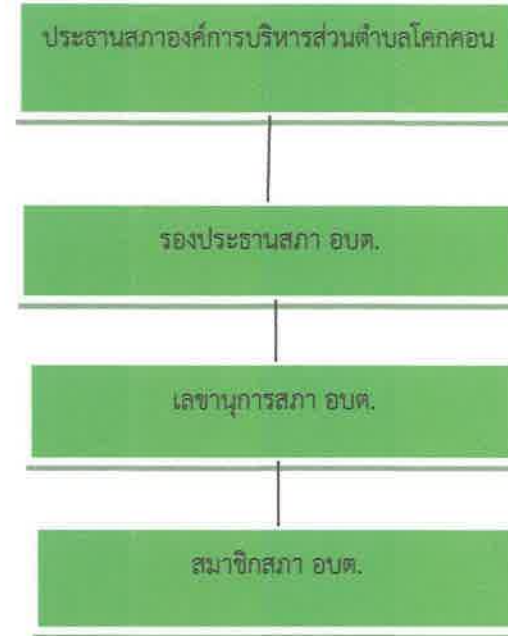 ประธานสภาองค์การบริหารส่วนตำบลโคกคอน
รองประธานสภา อบต.
เลขานุการสภา อบต.
สมาชิกสภา อบต.